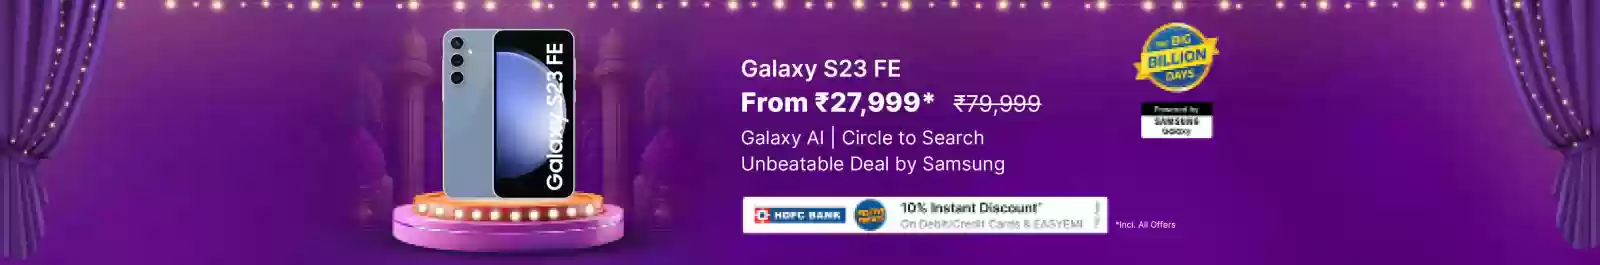 Galaxy S23 FE
Galaxy S23 FE
From ₹27,999* ₹79,999
Galaxy AI | Circle to Search
Unbeatable Deal by Samsung
HDFC BANK
10% Instant Discount*
On Debit/Credit Cards & EASYEMI
*Incl. All Offers
THE BIG
BILLION
DAYS
Powered by
SAMSUNG
Galaxy